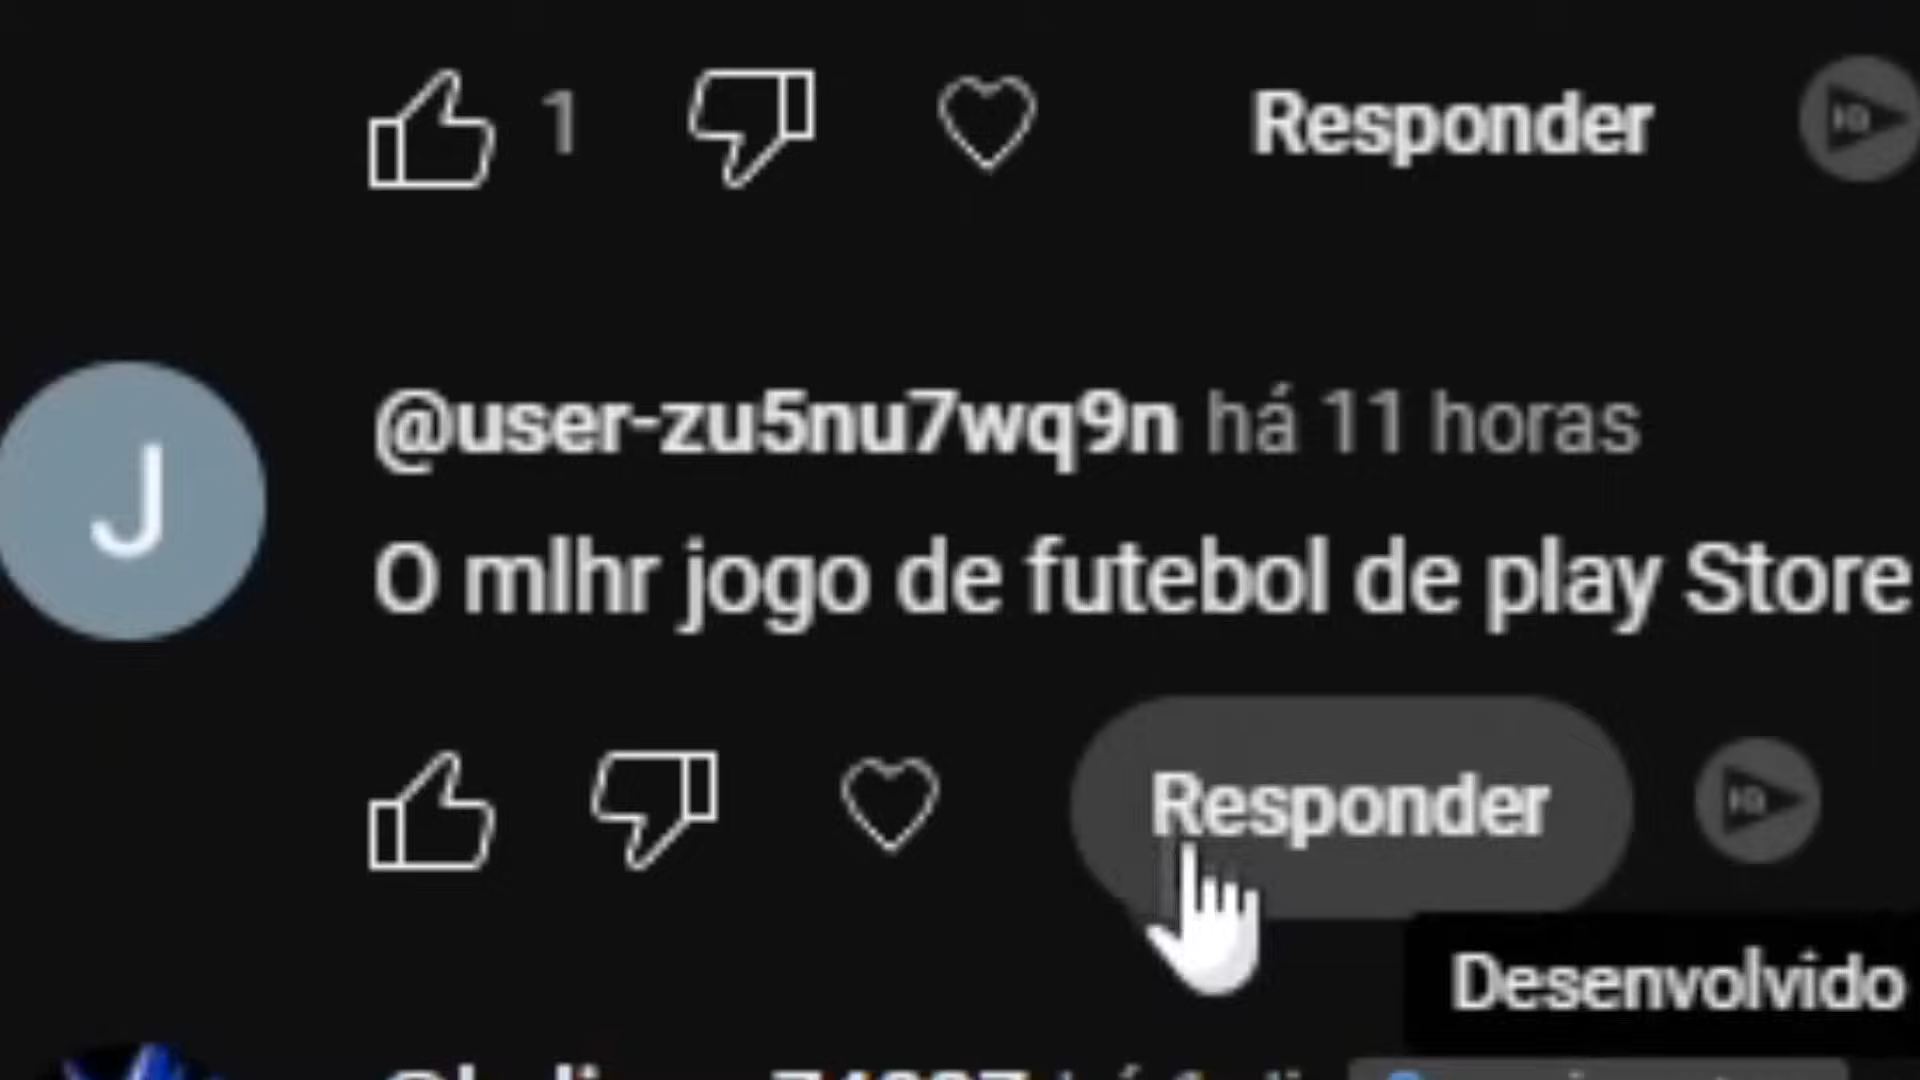 1 Responder
@user-zu5nu7wq9n há 11 horas
J
O mlhr jogo de futebol de play Store
Responder
Desenvolvido